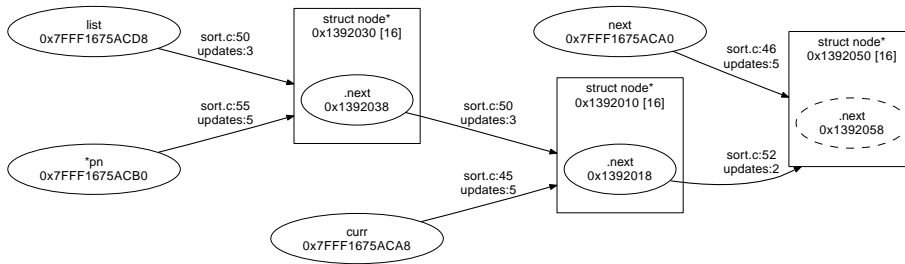 list
0x7FFF1675ACD8
sort.c:50
updates:3
struct node*
0x1392030 [16]
.next
0x1392038
*pn
0x7FFF1675ACB0
sort.c:55
updates:5
sort.c:50
updates:3
next
0x7FFF1675ACA0
sort.c:46
updates:5
struct node*
0x1392050 [16]
.next
0x1392058
struct node*
0x1392010 [16]
.next
0x1392018
sort.c:52
updates:2
sort.c:45
updates:5
curr
0x7FFF1675ACA8